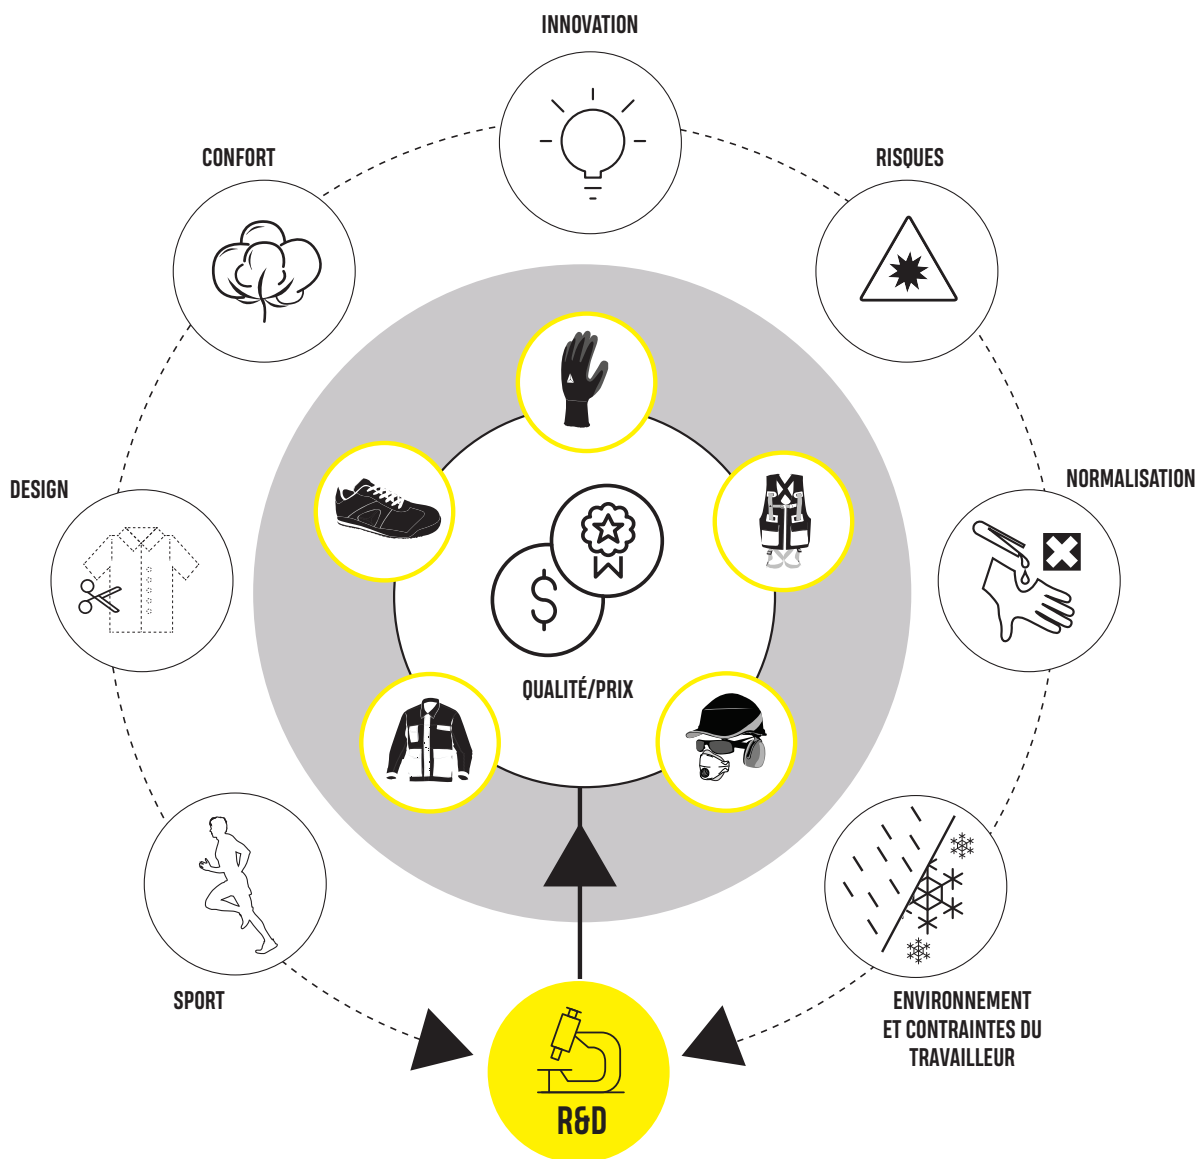 INNOVATION
CONFORT
RISQUES
DESIGN
NORMALISATION
$
QUALITÉ/PRIX
SPORT
ENVIRONNEMENT
ET CONTRAINTES DU
TRAVAILLEUR
R&D